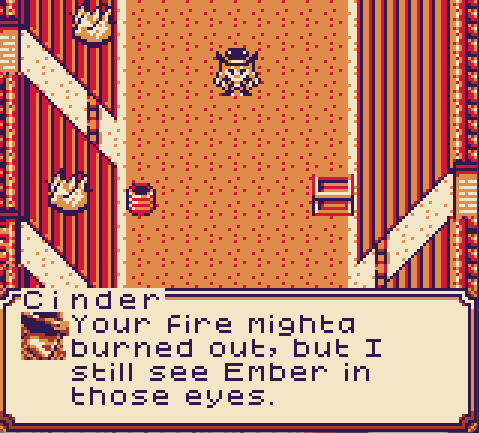 Cinder
Your fire mighta
burned out, but I
still see Ember in
those eyes.